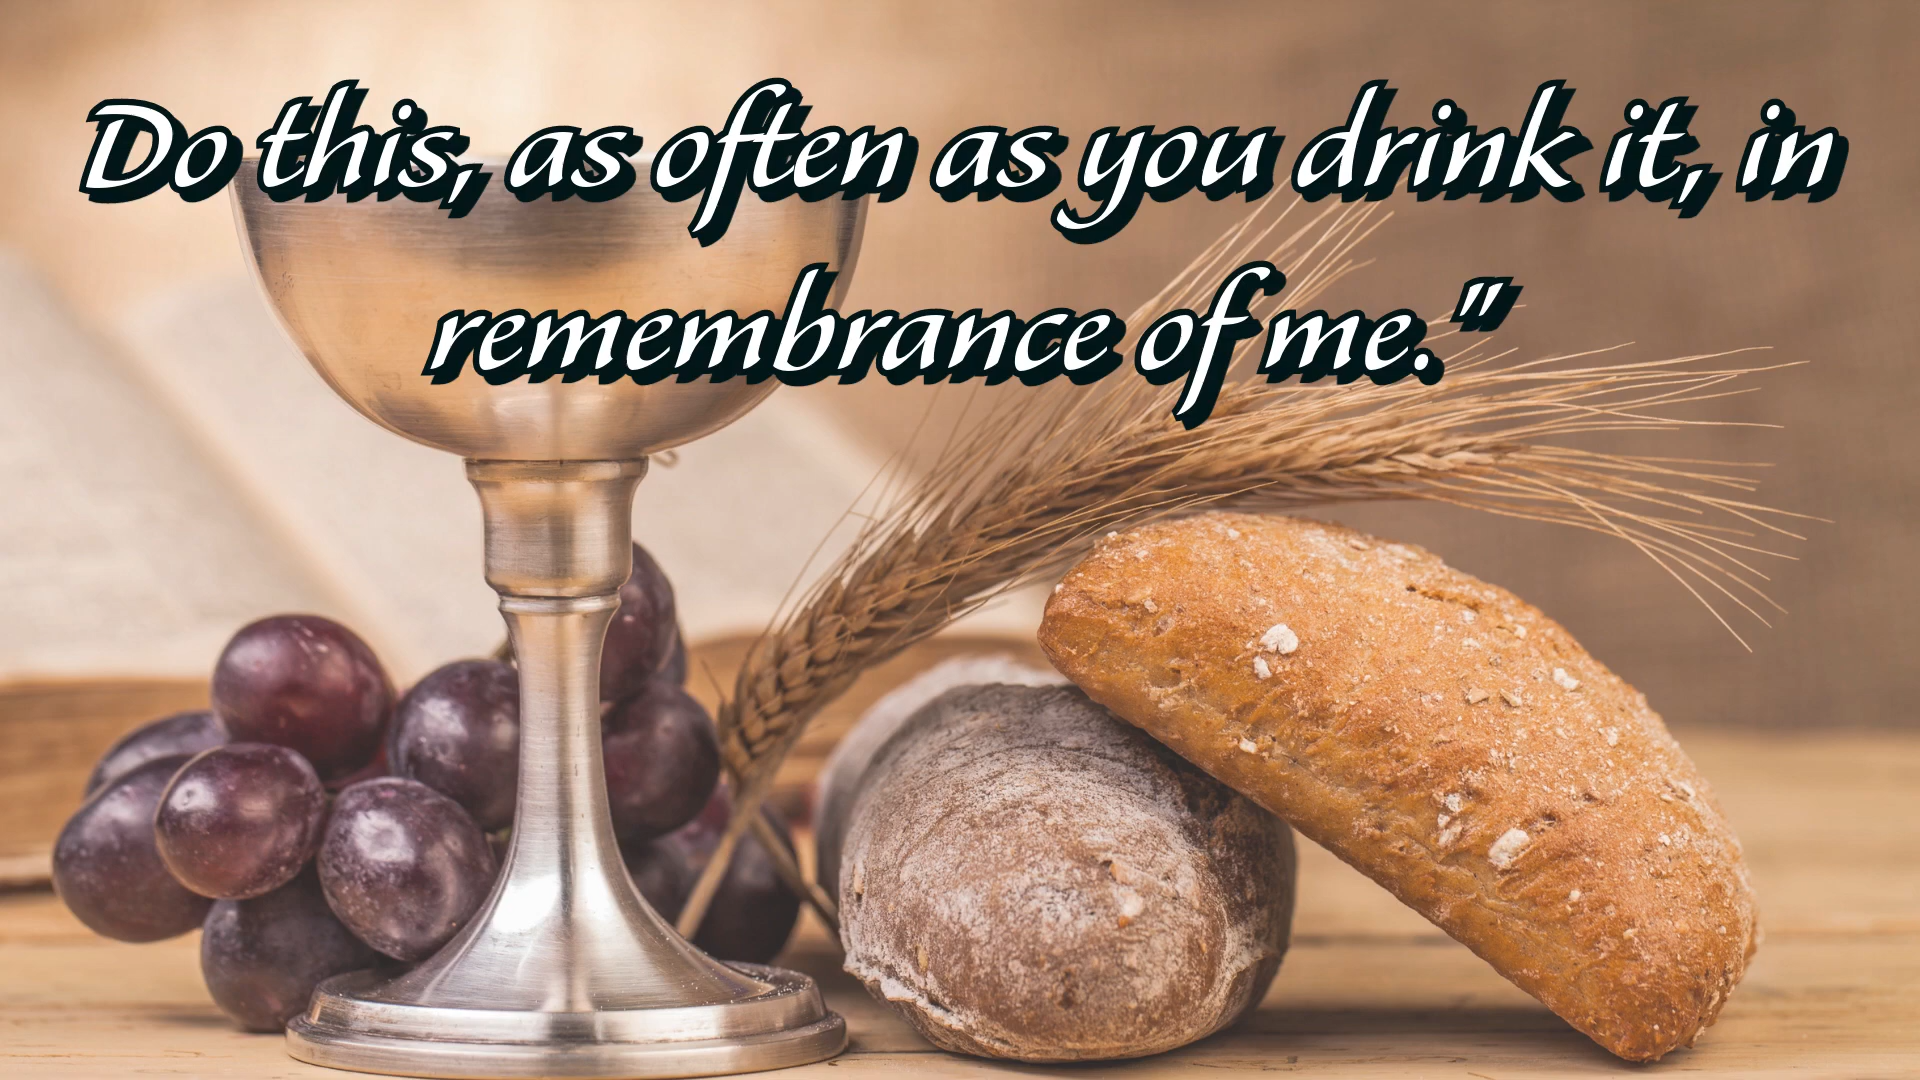 Do this, as often as you drink it, in
remembrance of me."